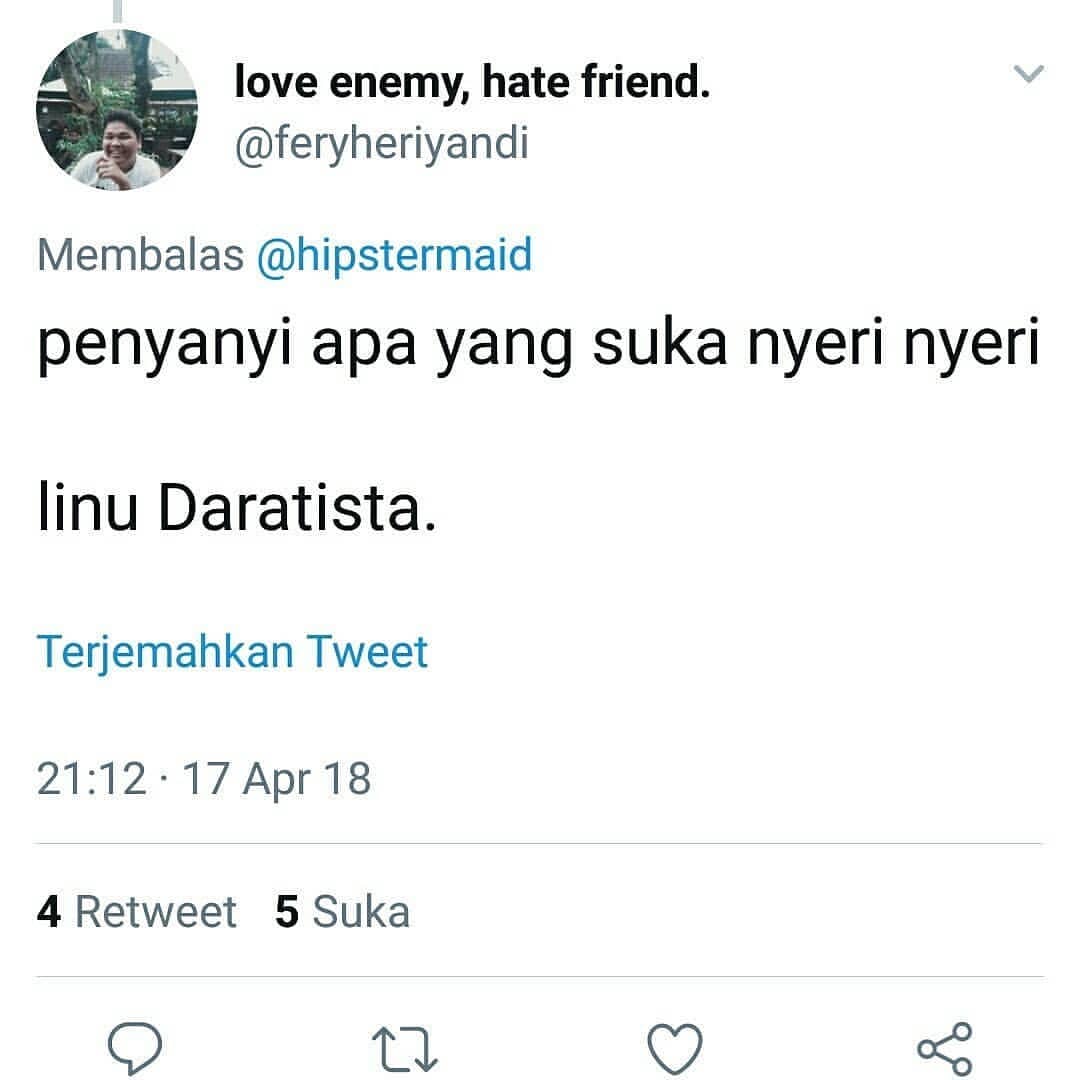 love enemy, hate friend.
@feryheriyandi
Membalas @hipstermaid
penyanyi apa yang suka nyeri nyeri
linu Daratista.
Terjemahkan Tweet
21:12 · 17 Apr 18
4 Retweet 5 Suka